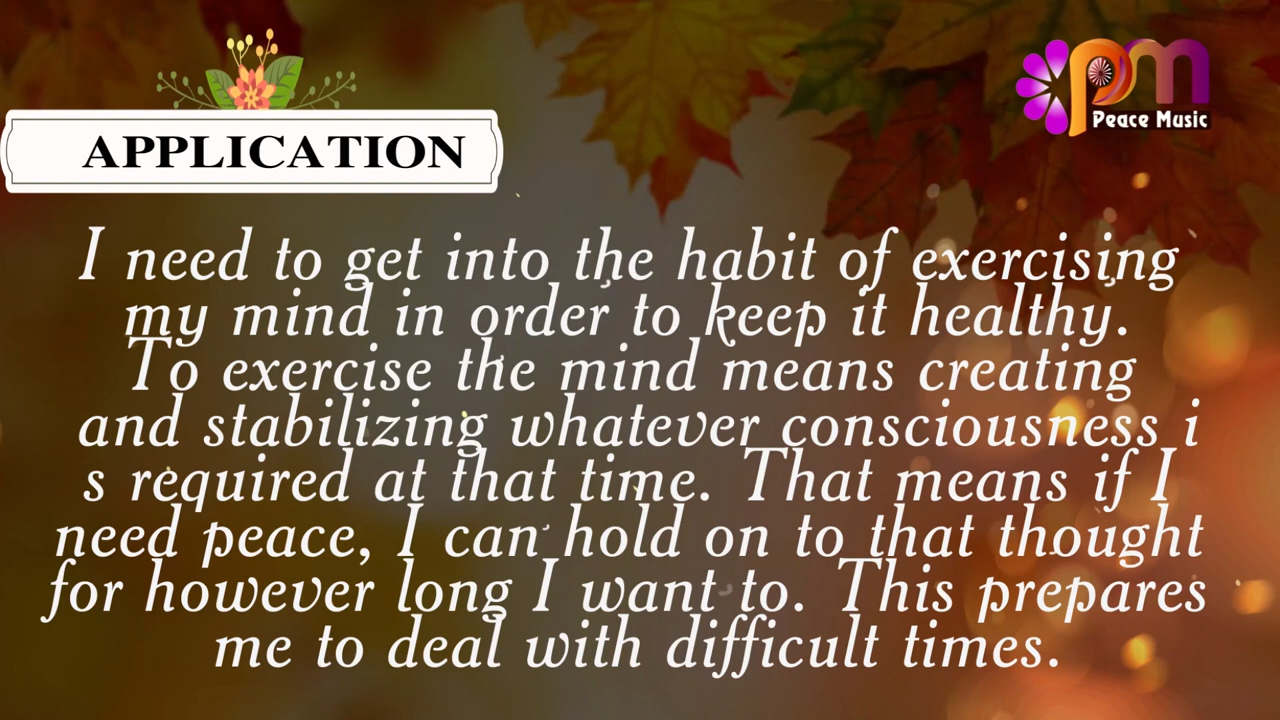 pm
Peace Music
APPLICATION
I need to get into the habit of exercising
my mind in order to keep it healthy.
To exercise the mind means creating
and stabilizing whatever consciousness i
s required at that time. That means if I
need peace, I can hold on to that thought
for however long I want to. This prepares
me to deal with difficult times.